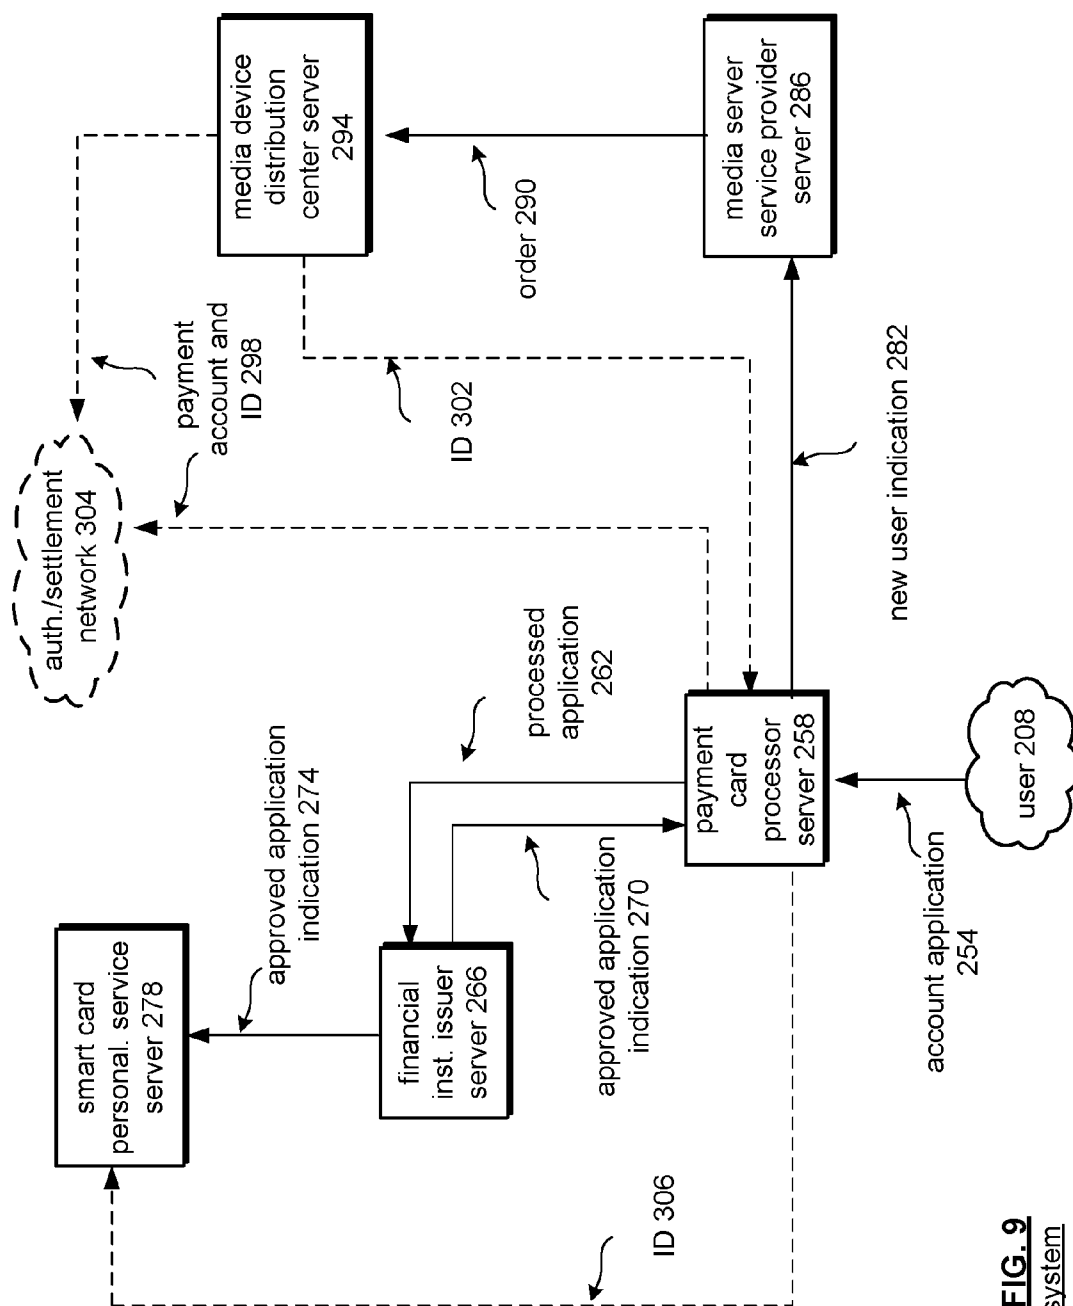 smart card
personal. service
server 278
approved application
indication 274
auth./settlement
network 304
payment
account and
ID 298
media device
distribution
center server
294
financial
inst. issuer
server 266
processed
application
262
approved application
indication 270
ID 302
order 290
ID 306
payment
card
processor
server 258
media server
service provider
server 286
new user indication 282
account application
254
user 208
FIG. 9
system